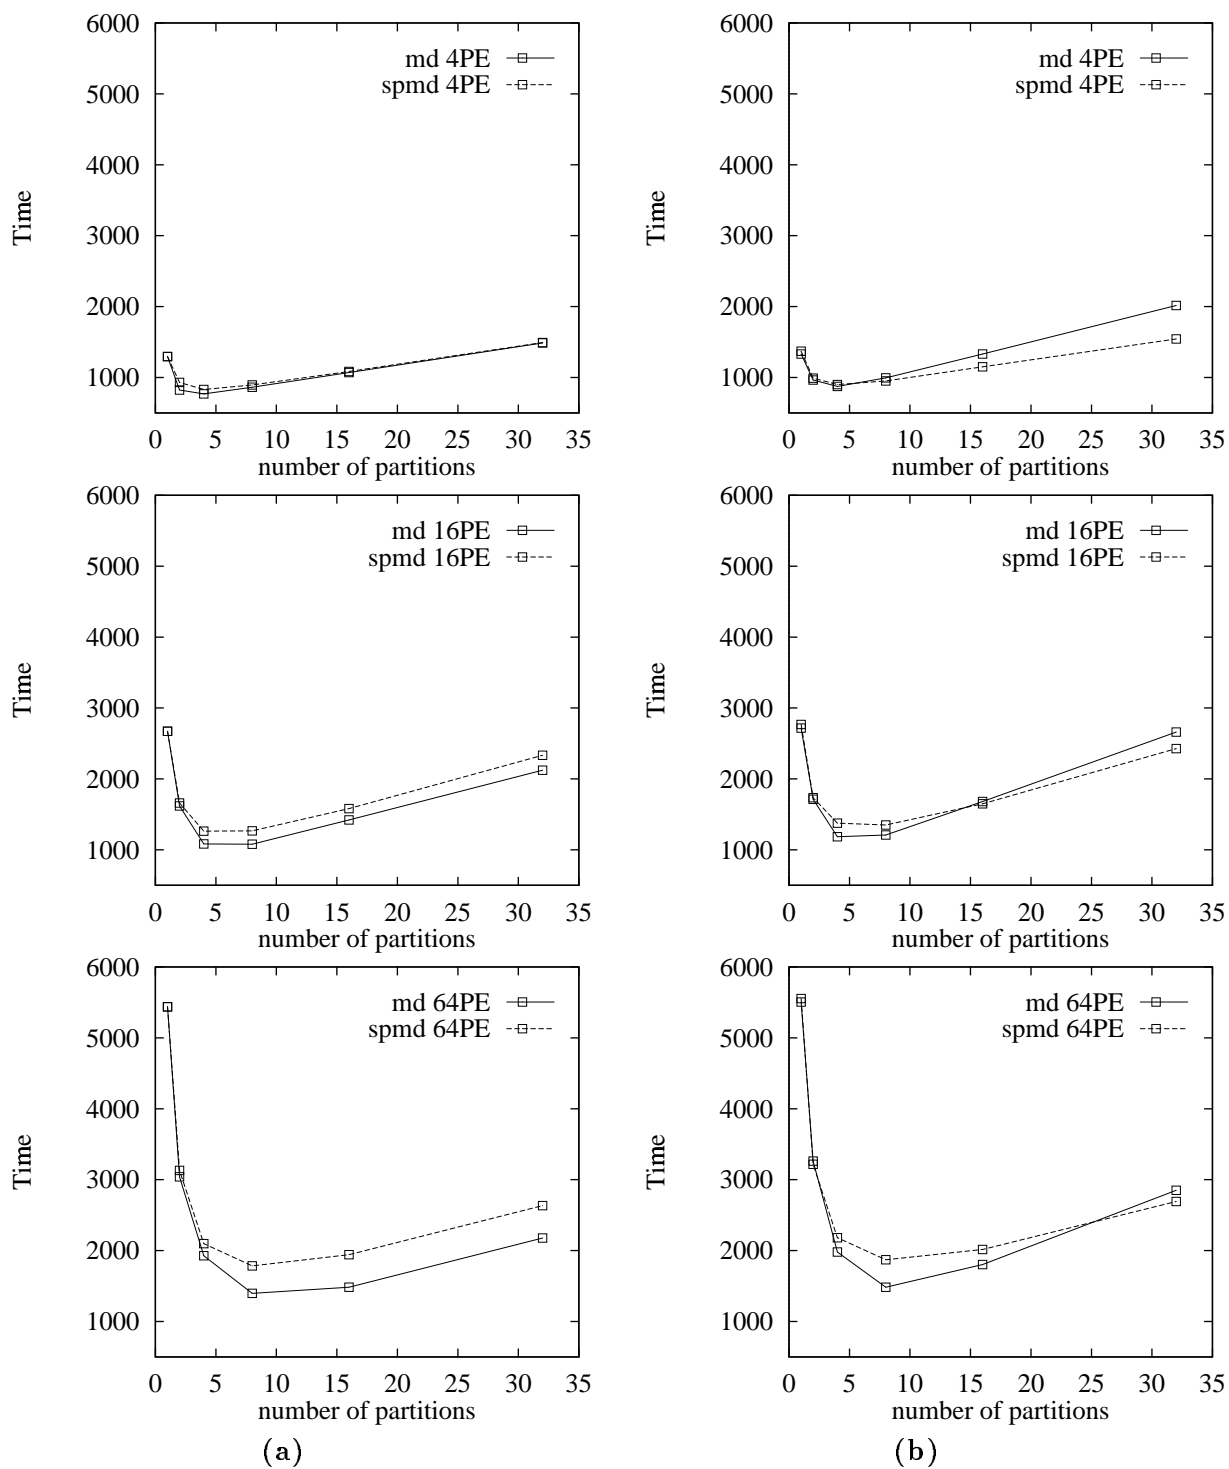 6000
5000
4000
3000
2000
1000
Time
md 4PE
spmd 4PE
0 5 10 15 20 25 30 35
number of partitions
6000
5000
4000
3000
2000
1000
Time
md 4PE
spmd 4PE
0 5 10 15 20 25 30 35
number of partitions
6000
5000
4000
3000
2000
1000
Time
md 16PE
spmd 16PE
0 5 10 15 20 25 30 35
number of partitions
6000
5000
4000
3000
2000
1000
Time
md 16PE
spmd 16PE
0 5 10 15 20 25 30 35
number of partitions
6000
5000
4000
3000
2000
1000
Time
md 64PE
spmd 64PE
0 5 10 15 20 25 30 35
number of partitions
(a)
6000
5000
4000
3000
2000
1000
Time
md 64PE
spmd 64PE
0 5 10 15 20 25 30 35
number of partitions
(b)